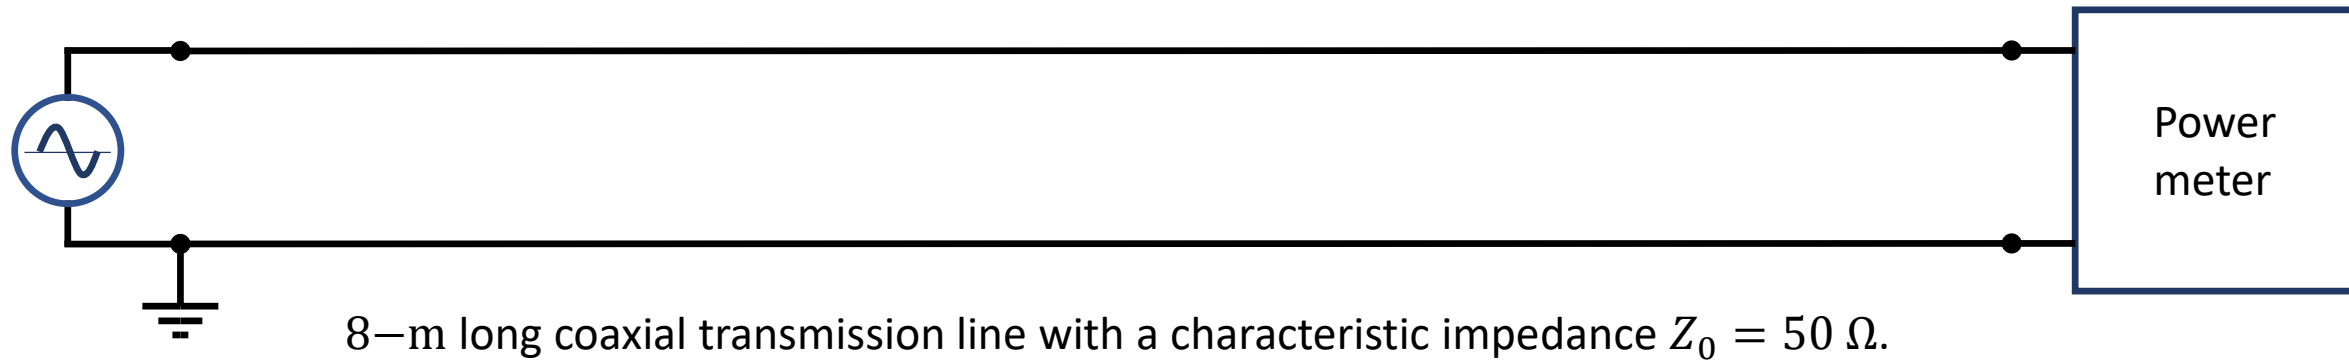 Power
meter
8−m long coaxial transmission line with a characteristic impedance Z₀ = 50 Ω.